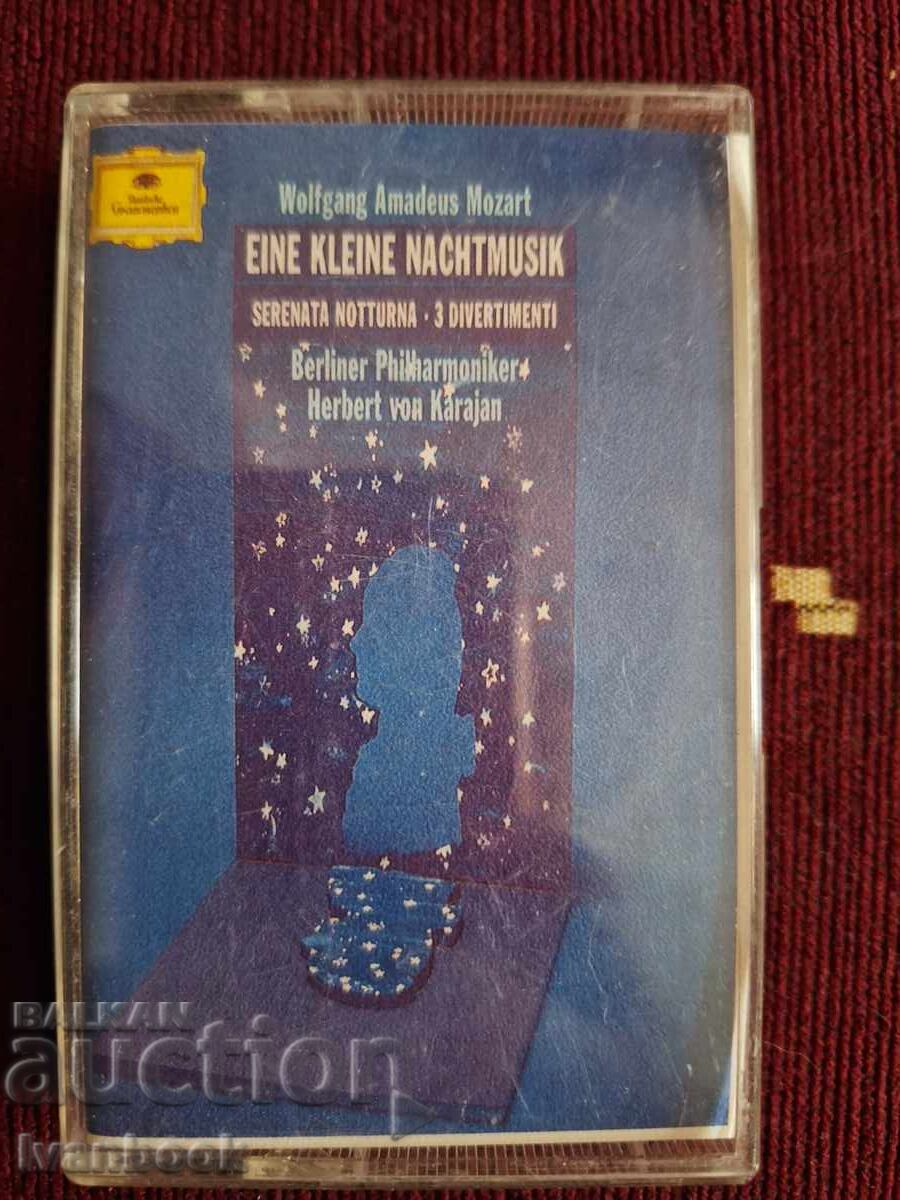 Deutsche
Grammophon
Wolfgang Amadeus Mozart
EINE KLEINE NACHTMUSIK
SERENATA NOTTURNA · 3 DIVERTIMENTI
Berliner Philharmoniker
Herbert von Karajan
BALKAN
auction
Ivanbook